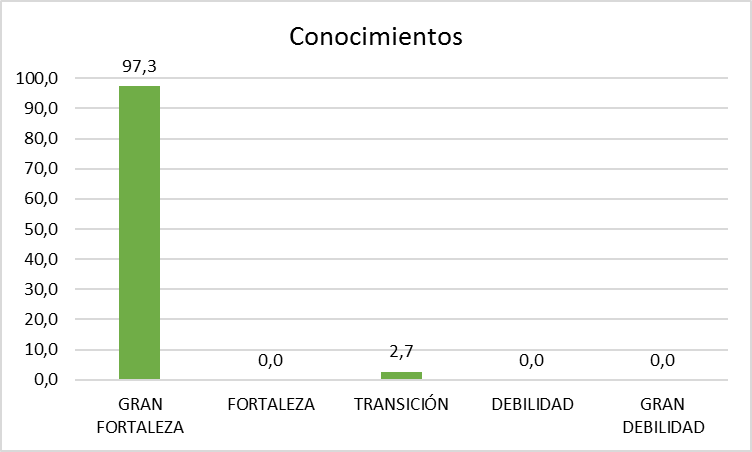 Conocimientos
97,3
100,0
90,0
80,0
70,0
60,0
50,0
40,0
30,0
20,0
10,0
0,0
0,0
2,7
0,0
0,0
GRAN
FORTALEZA
FORTALEZA
TRANSICIÓN
DEBILIDAD
GRAN
DEBILIDAD